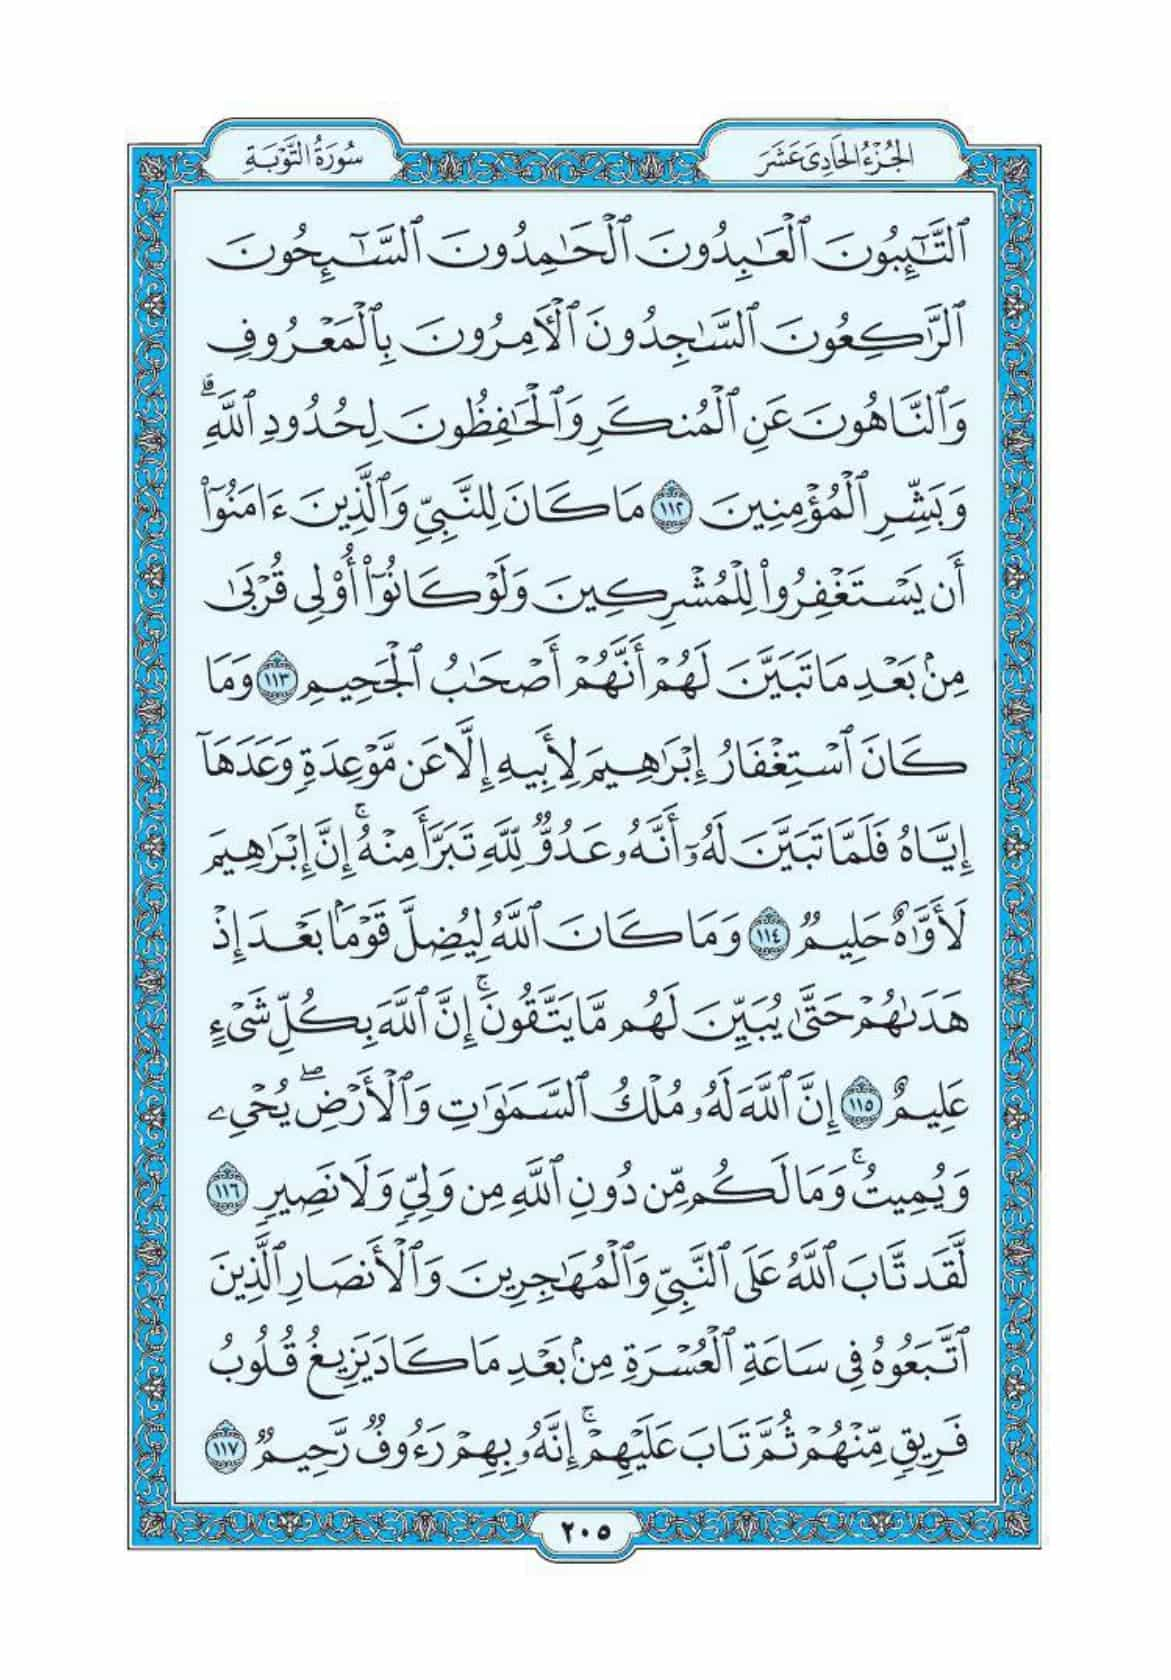 الجُزْءُ الحَادِيَ عَشَرَ
سُورَةُ التَّوْبَةِ
ٱلتَّٰٓئِبُونَ ٱلۡعَٰبِدُونَ ٱلۡحَٰمِدُونَ ٱلسَّٰٓئِحُونَ
ٱلرَّٰكِعُونَ ٱلسَّٰجِدُونَ ٱلۡأٓمِرُونَ بِٱلۡمَعۡرُوفِ
وَٱلنَّاهُونَ عَنِ ٱلۡمُنكَرِ وَٱلۡحَٰفِظُونَ لِحُدُودِ ٱللَّهِۗ
وَبَشِّرِ ٱلۡمُؤۡمِنِينَ ١١٢ مَا كَانَ لِلنَّبِيِّ وَٱلَّذِينَ ءَامَنُوٓاْ
أَن يَسۡتَغۡفِرُواْ لِلۡمُشۡرِكِينَ وَلَوۡ كَانُوٓاْ أُوْلِي قُرۡبَىٰ
مِنۢ بَعۡدِ مَا تَبَيَّنَ لَهُمۡ أَنَّهُمۡ أَصۡحَٰبُ ٱلۡجَحِيمِ ١١٣ وَمَا
كَانَ ٱسۡتِغۡفَارُ إِبۡرَٰهِيمَ لِأَبِيهِ إِلَّا عَن مَّوۡعِدَةٖ وَعَدَهَآ
إِيَّاهُ فَلَمَّا تَبَيَّنَ لَهُۥٓ أَنَّهُۥ عَدُوّٞ لِّلَّهِ تَبَرَّأَ مِنۡهُۚ إِنَّ إِبۡرَٰهِيمَ
لَأَوَّٰهٌ حَلِيمٞ ١١٤ وَمَا كَانَ ٱللَّهُ لِيُضِلَّ قَوۡمَۢا بَعۡدَ إِذۡ
هَدَىٰهُمۡ حَتَّىٰ يُبَيِّنَ لَهُم مَّا يَتَّقُونَۚ إِنَّ ٱللَّهَ بِكُلِّ شَيۡءٍ
عَلِيمٌ ١١٥ إِنَّ ٱللَّهَ لَهُۥ مُلۡكُ ٱلسَّمَٰوَٰتِ وَٱلۡأَرۡضِۖ يُحۡيِۦ
وَيُمِيتُۚ وَمَا لَكُم مِّن دُونِ ٱللَّهِ مِن وَلِيّٖ وَلَا نَصِيرٖ ١١٦
لَّقَد تَّابَ ٱللَّهُ عَلَى ٱلنَّبِيِّ وَٱلۡمُهَٰجِرِينَ وَٱلۡأَنصَارِ ٱلَّذِينَ
ٱتَّبَعُوهُ فِي سَاعَةِ ٱلۡعُسۡرَةِ مِنۢ بَعۡدِ مَا كَادَ يَزِيغُ قُلُوبُ
فَرِيقٖ مِّنۡهُمۡ ثُمَّ تَابَ عَلَيۡهِمۡۚ إِنَّهُۥ بِهِمۡ رَءُوفٞ رَّحِيمٞ ١١٧
٢٠٥